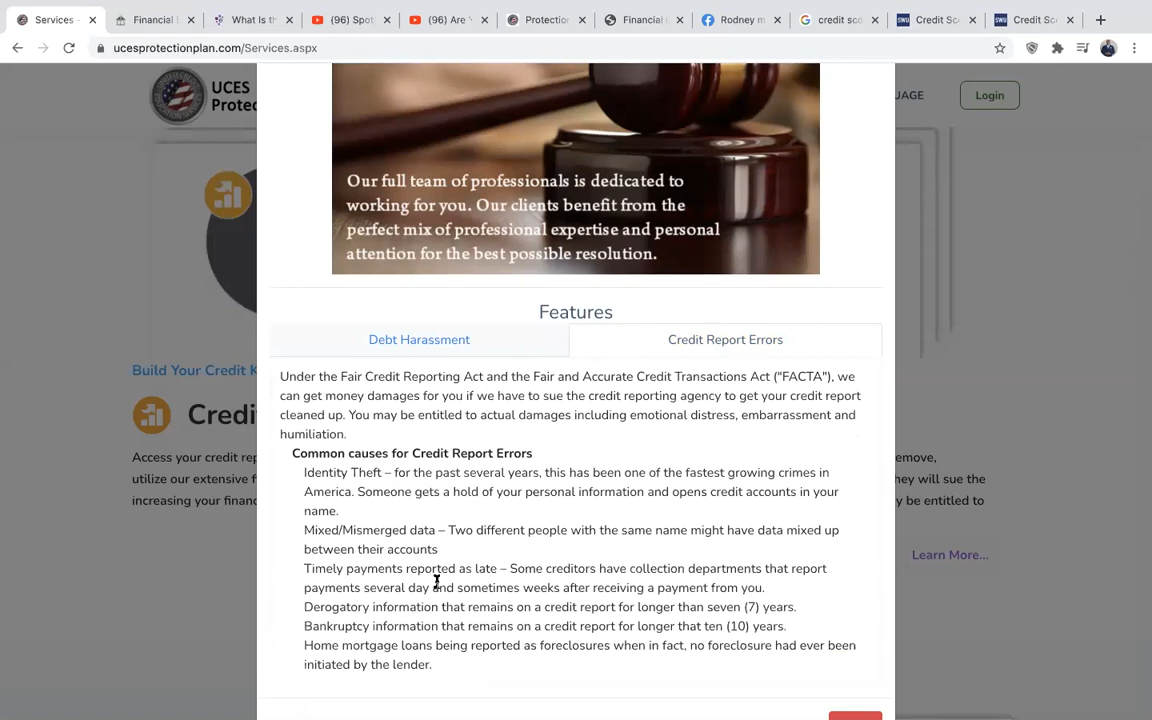 Services -
Financial
What Is th
(96) Spot
(96) Are
Protection
Financial
Rodney m
credit sco
Credit Sc
Credit Sc
ucesprotectionplan.com/Services.aspx
UCES
Prote
UAGE
Login
Our full team of professionals is dedicated to
working for you. Our clients benefit from the
perfect mix of professional expertise and personal
attention for the best possible resolution.
Features
Debt Harassment
Credit Report Errors
Under the Fair Credit Reporting Act and the Fair and Accurate Credit Transactions Act ("FACTA"), we
can get money damages for you if we have to sue the credit reporting agency to get your credit report
cleaned up. You may be entitled to actual damages including emotional distress, embarrassment and
humiliation.
Common causes for Credit Report Errors
Identity Theft – for the past several years, this has been one of the fastest growing crimes in
America. Someone gets a hold of your personal information and opens credit accounts in your
name.
Mixed/Mismerged data – Two different people with the same name might have data mixed up
between their accounts
Timely payments reported as late – Some creditors have collection departments that report
payments several day and sometimes weeks after receiving a payment from you.
Derogatory information that remains on a credit report for longer than seven (7) years.
Bankruptcy information that remains on a credit report for longer that ten (10) years.
Home mortgage loans being reported as foreclosures when in fact, no foreclosure had ever been
initiated by the lender.
Build Your Credit K
Credi
Access your credit rep
utilize our extensive f
increasing your financ
remove,
hey will sue the
ay be entitled to
Learn More...